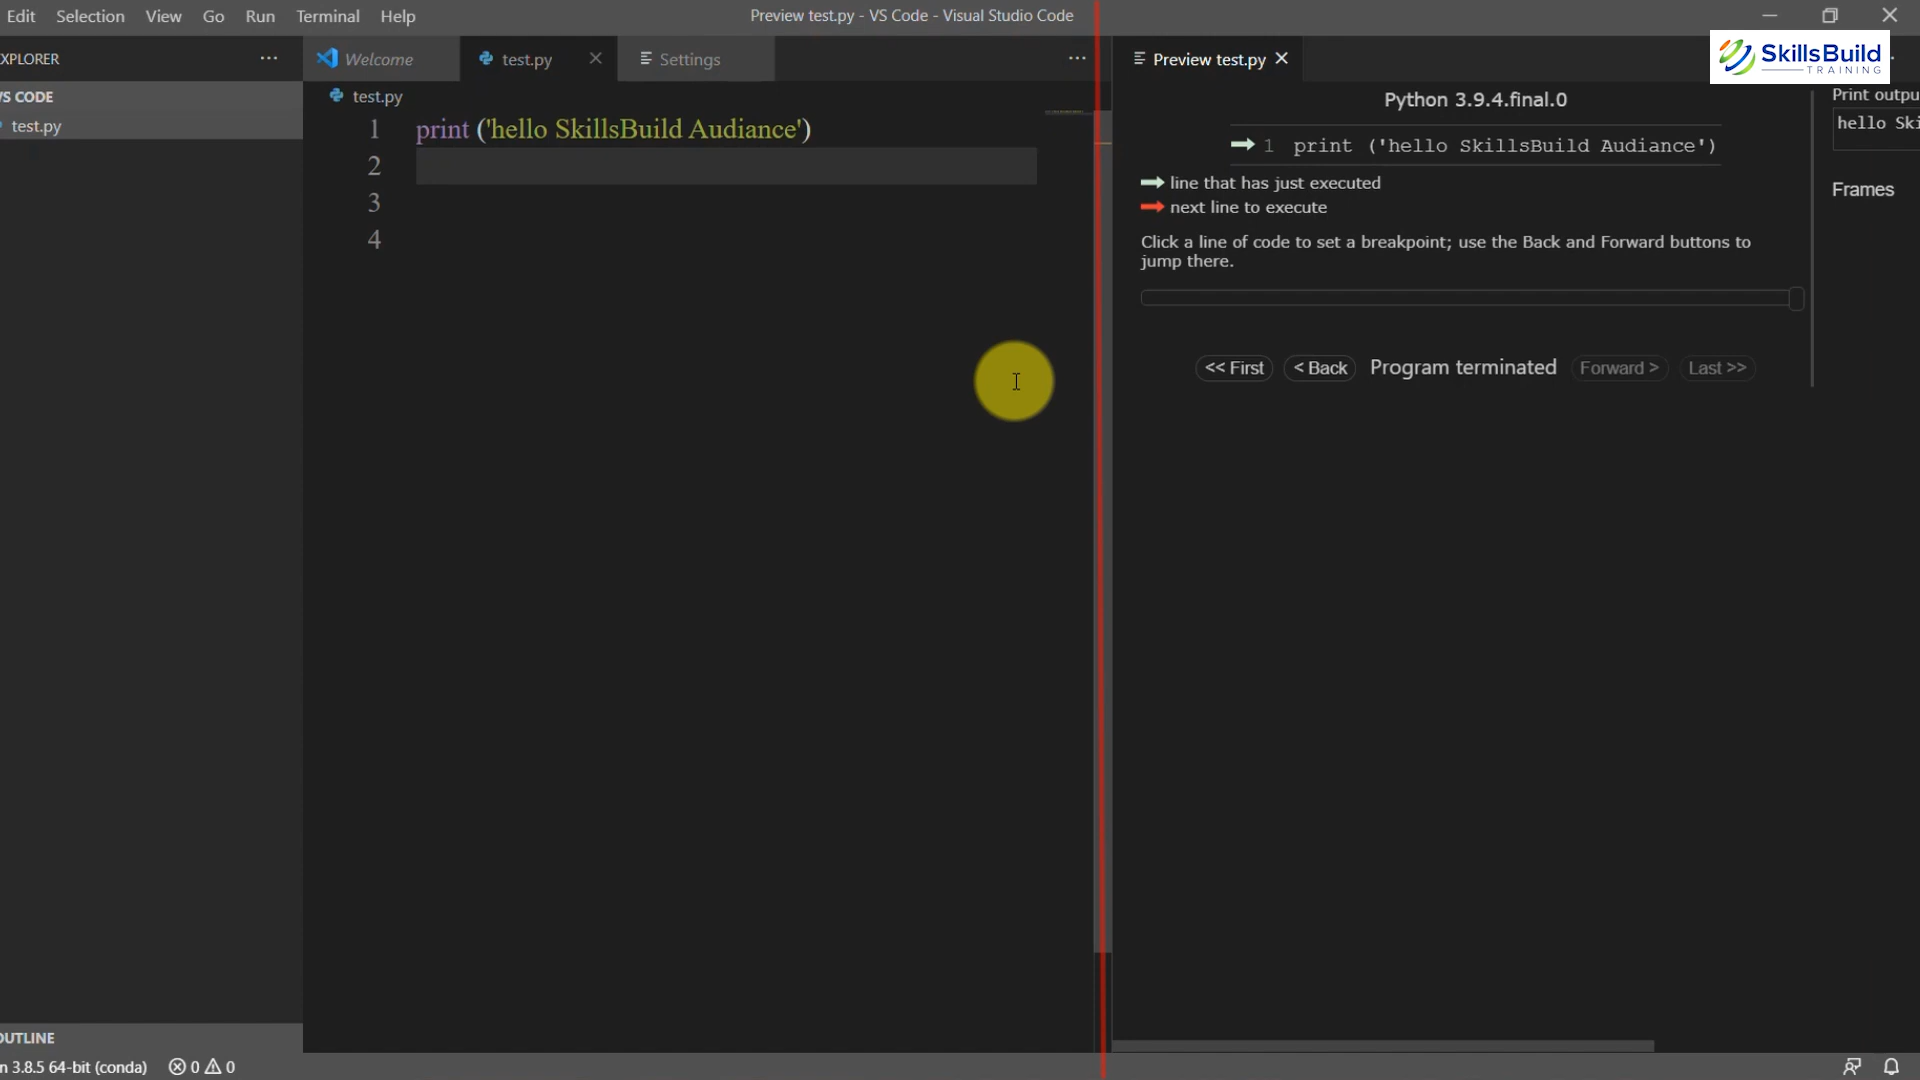 Edit Selection View Go Run Terminal Help
Preview test.py - VS Code - Visual Studio Code
XPLORER
VS CODE
test.py
Welcome
test.py
Settings
test.py
1 print ('hello SkillsBuild Audiance')
2
3
4
Preview test.py
SkillsBuild
TRAINING
Python 3.9.4.final.0
1 print ('hello SkillsBuild Audiance')
line that has just executed
next line to execute
Click a line of code to set a breakpoint; use the Back and Forward buttons to
jump there.
<< First < Back Program terminated Forward > Last >>
Print outpu
hello Ski
Frames
OUTLINE
n 3.8.5 64-bit (conda) 0 0